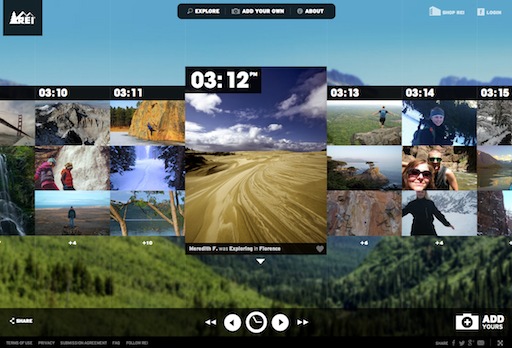 REI
EXPLORE ADD YOUR OWN ABOUT
SHOP REI LOGIN
03:10 03:11 03:12 PM 03:13 03:14 03:15
+4 +10 +6 +4
Meredith F. was Exploring in Florence
SHARE
ADD YOURS
TERMS OF USE PRIVACY SUBMISSION AGREEMENT FAQ FOLLOW REI SHARE